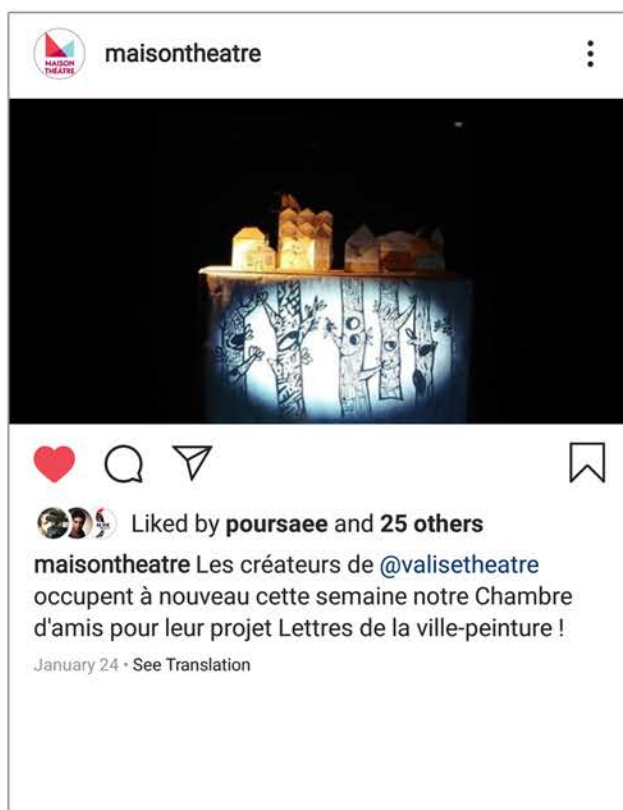 MAISON
THÉÂTRE
maisontheatre
Liked by poursaee and 25 others
maisontheatre Les créateurs de @valisetheatre
occupent à nouveau cette semaine notre Chambre
d'amis pour leur projet Lettres de la ville-peinture !
January 24 • See Translation